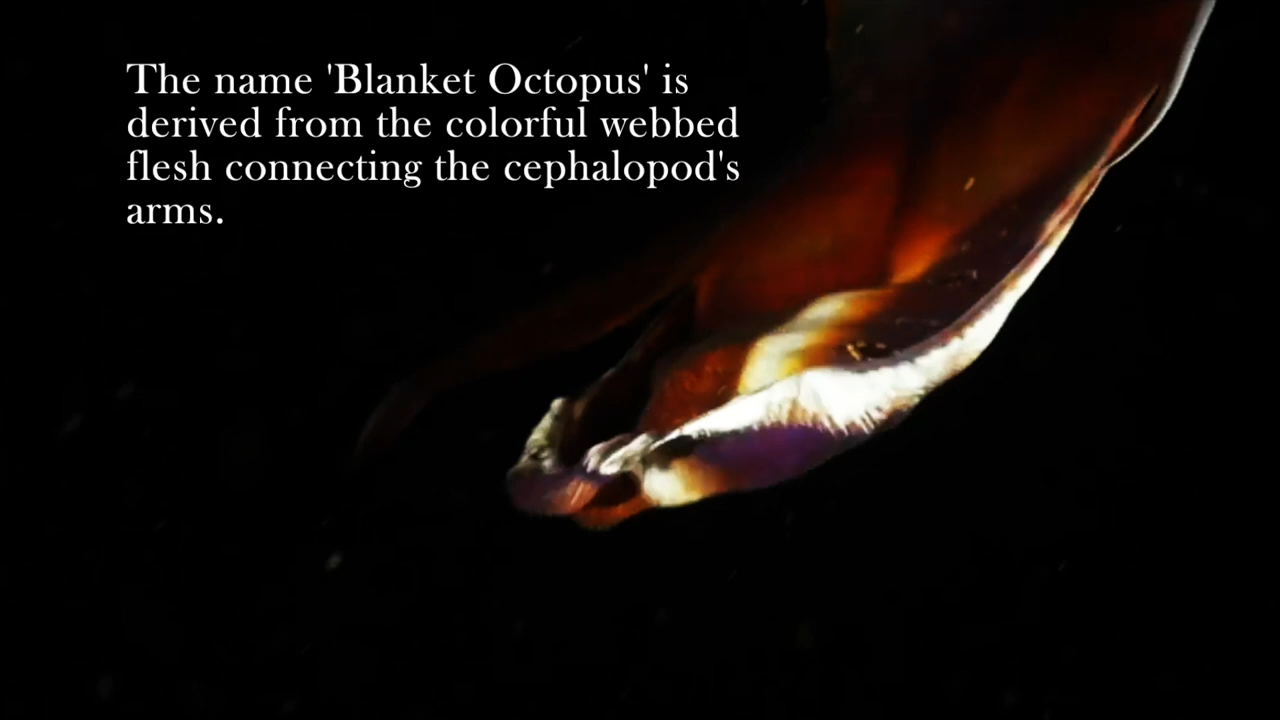 The name 'Blanket Octopus' is
derived from the colorful webbed
flesh connecting the cephalopod's
arms.